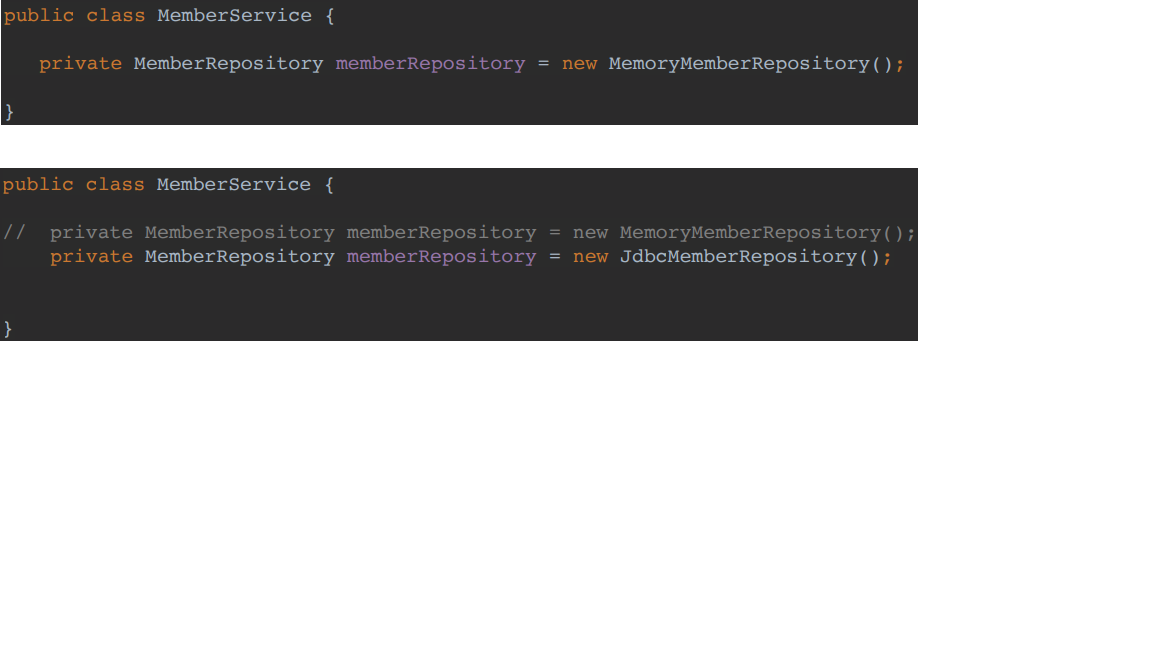 public class MemberService {
private MemberRepository memberRepository = new MemoryMemberRepository();
}
public class MemberService {
//  private MemberRepository memberRepository = new MemoryMemberRepository();
private MemberRepository memberRepository = new JdbcMemberRepository();
}